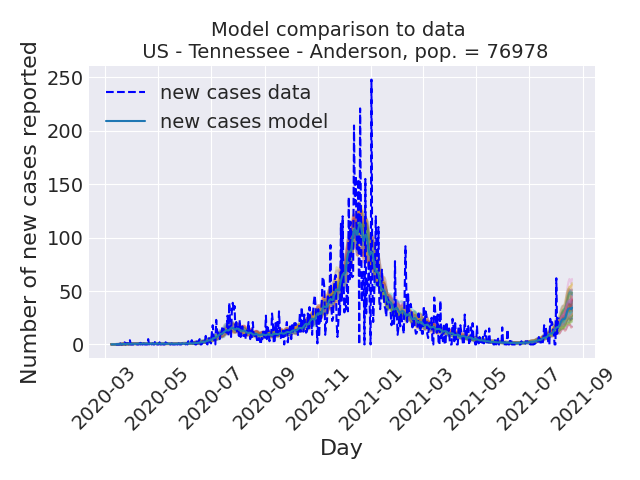 Model comparison to data
US - Tennessee - Anderson, pop. = 76978
Number of new cases reported
250
200
150
100
50
0
new cases data
new cases model
2020-03
2020-05
2020-07
2020-09
2020-11
2021-01
2021-03
2021-05
2021-07
2021-09
Day